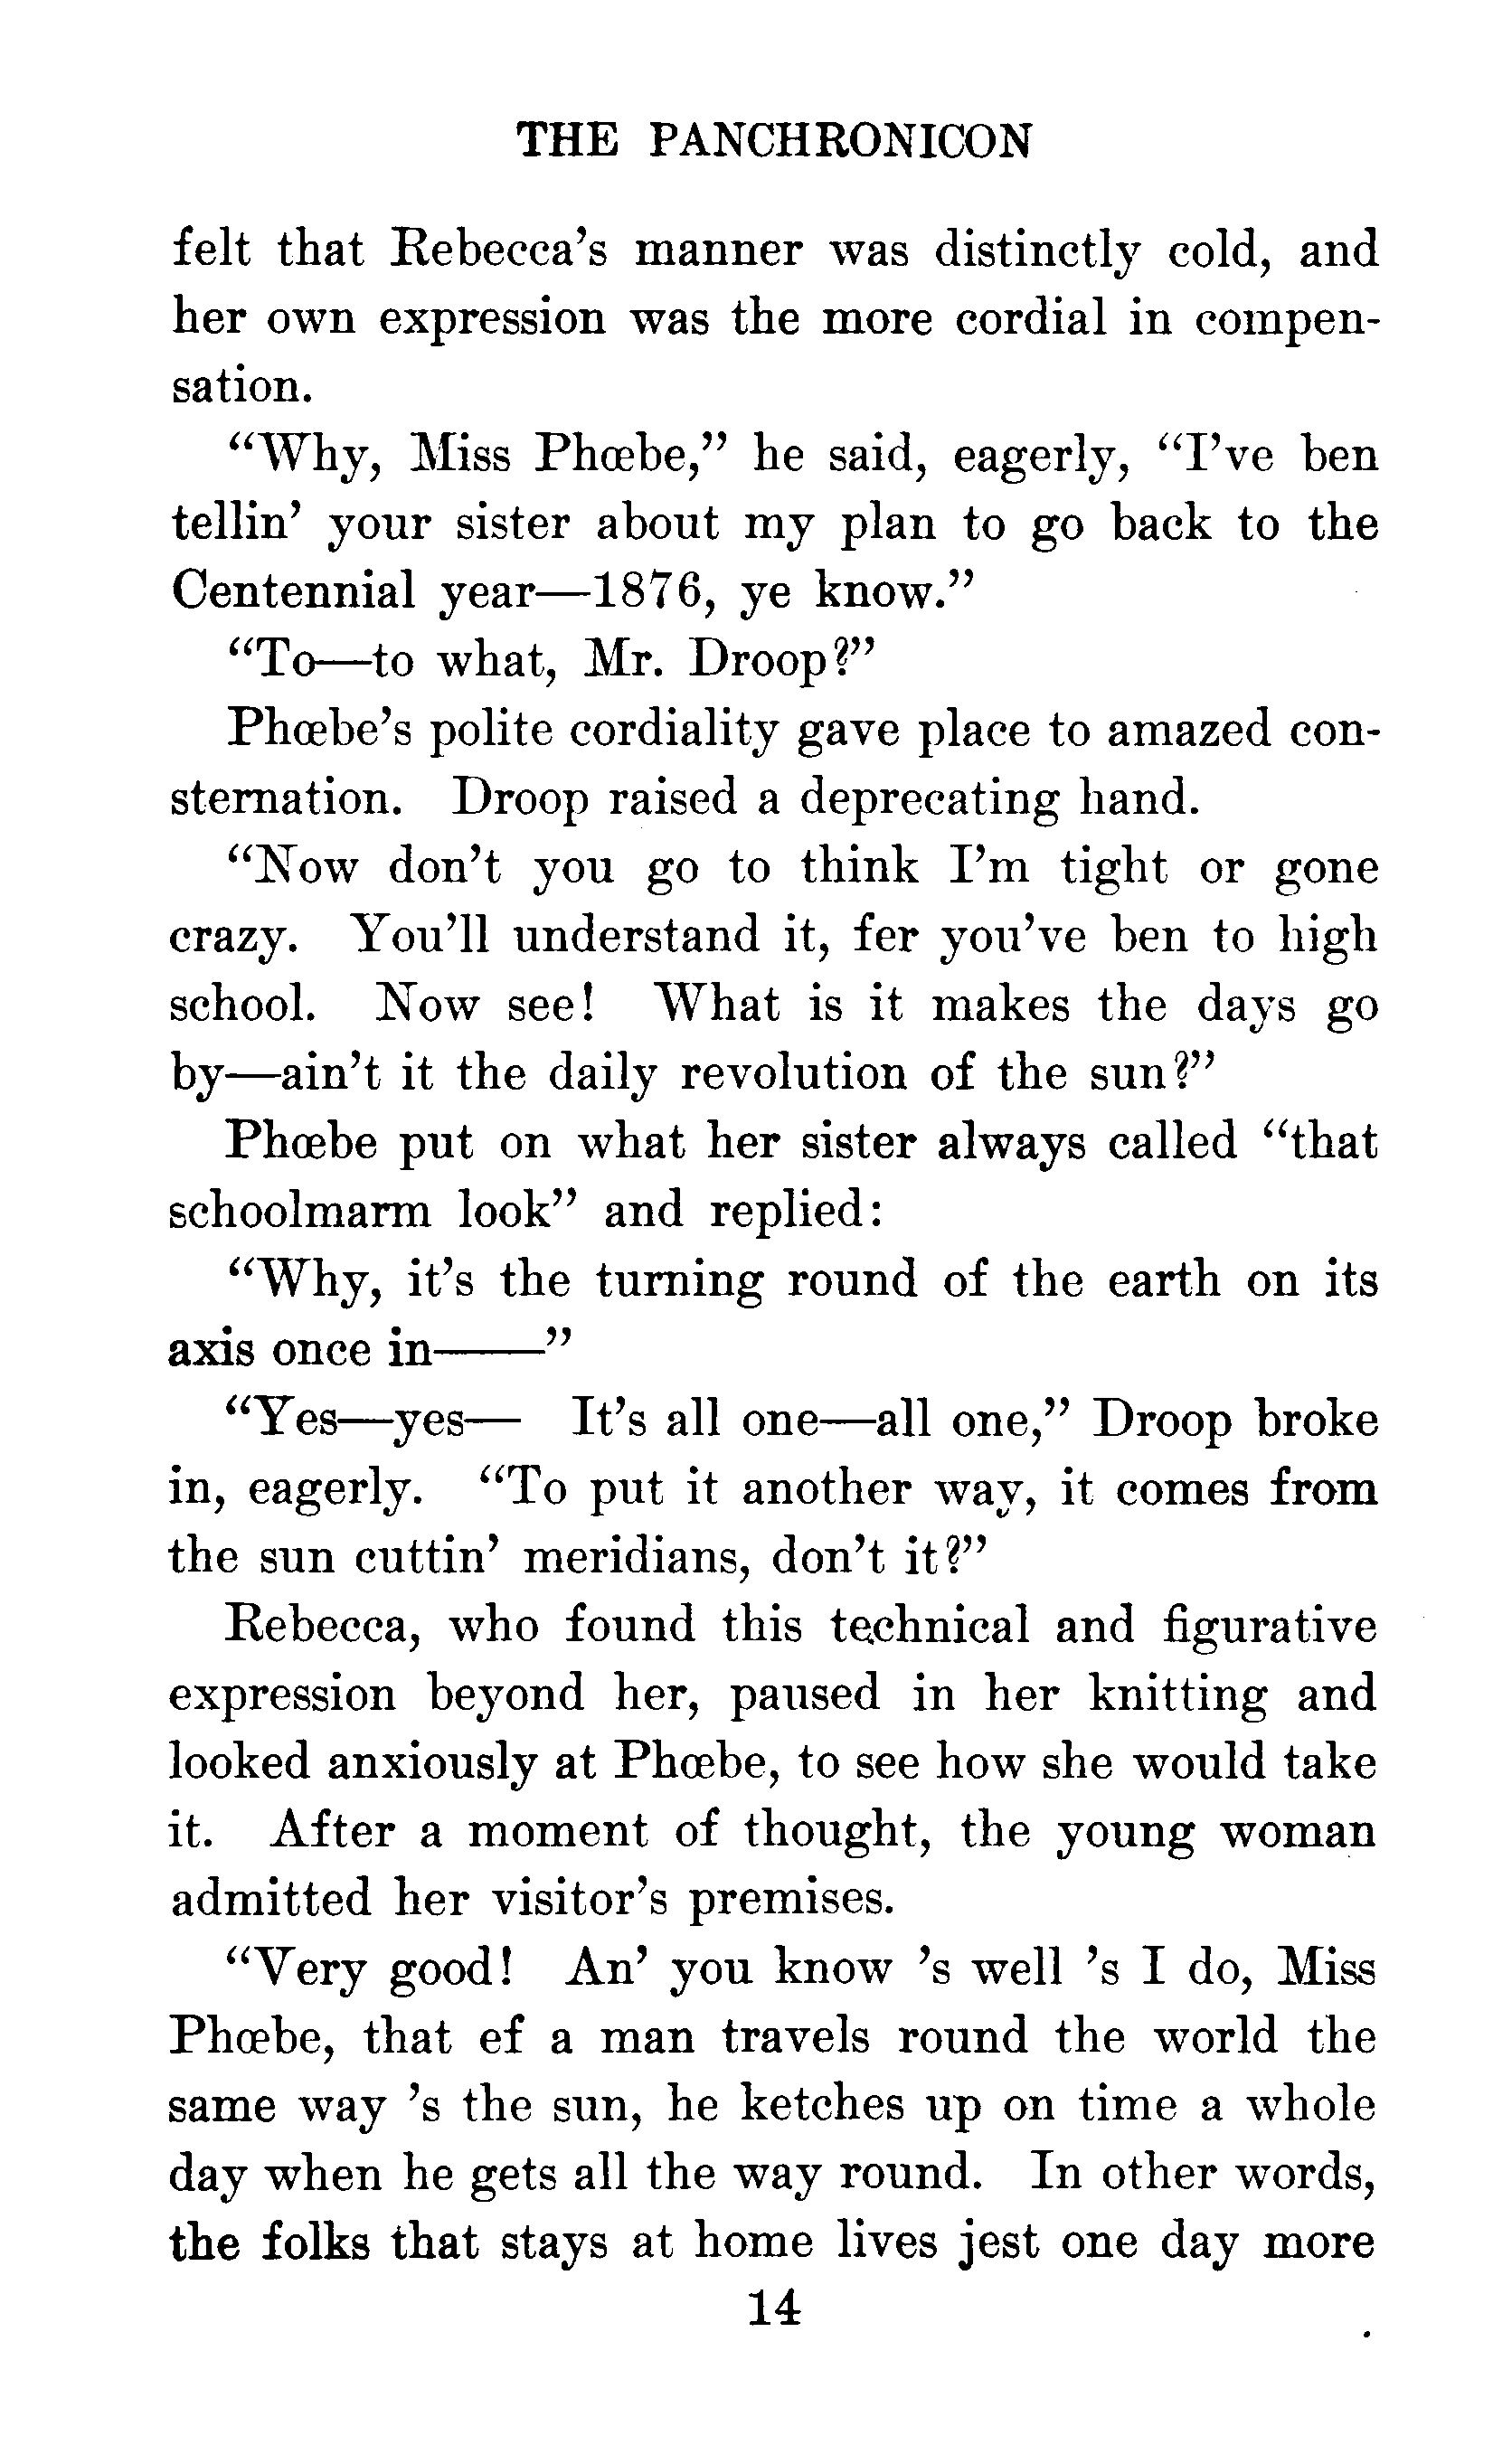 THE PANCHRONICON
felt that Rebecca's manner was distinctly cold, and
her own expression was the more cordial in compen-
sation.
“Why, Miss Phœbe,” he said, eagerly, “I've ben
tellin' your sister about my plan to go back to the
Centennial year—1876, ye know.”
“To—to what, Mr. Droop?”
Phœbe's polite cordiality gave place to amazed con-
sternation. Droop raised a deprecating hand.
“Now don't you go to think I'm tight or gone
crazy. You'll understand it, fer you've ben to high
school. Now see! What is it makes the days go
by—ain't it the daily revolution of the sun?”
Phœbe put on what her sister always called “that
schoolmarm look” and replied:
“Why, it's the turning round of the earth on its
axis once in——”
“Yes—yes— It's all one—all one,” Droop broke
in, eagerly. “To put it another way, it comes from
the sun cuttin' meridians, don't it?”
Rebecca, who found this technical and figurative
expression beyond her, paused in her knitting and
looked anxiously at Phœbe, to see how she would take
it. After a moment of thought, the young woman
admitted her visitor's premises.
“Very good! An' you know 's well 's I do, Miss
Phœbe, that ef a man travels round the world the
same way 's the sun, he ketches up on time a whole
day when he gets all the way round. In other words,
the folks that stays at home lives jest one day more
14